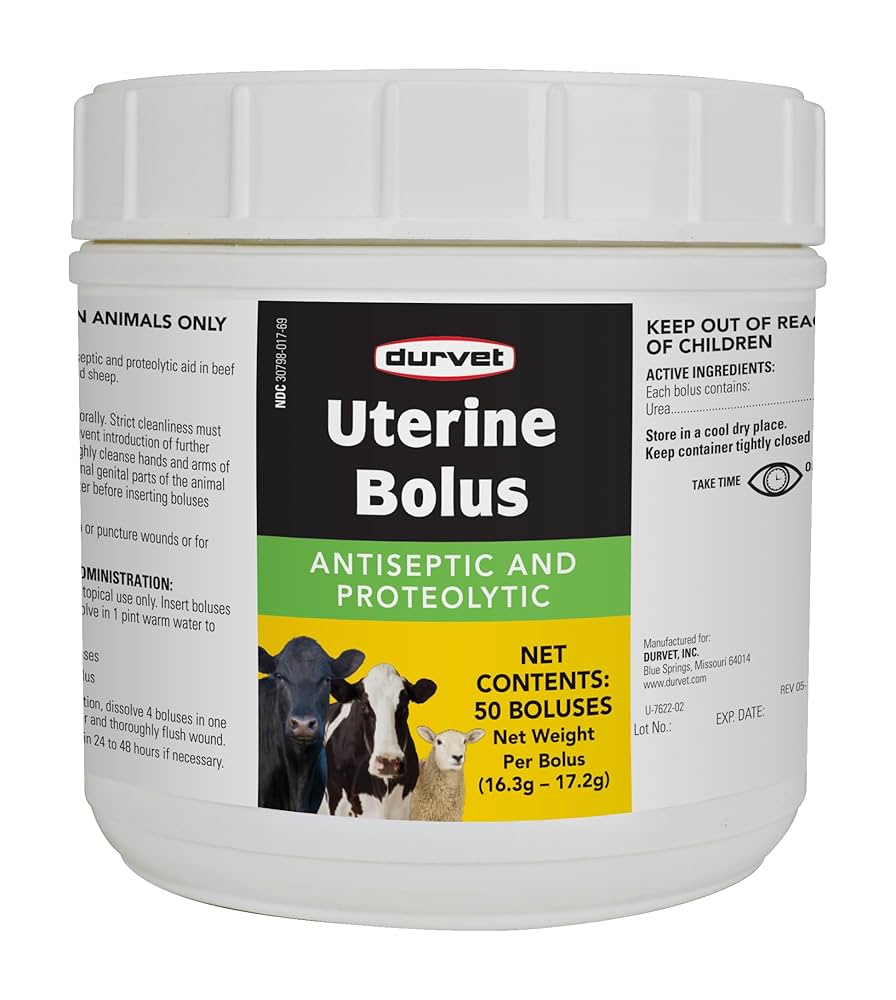 N ANIMALS ONLY
septic and proteolytic aid in beef
d sheep.
orally. Strict cleanliness must
vent introduction of further
ghly cleanse hands and arms of
nal genital parts of the animal
er before inserting boluses
or puncture wounds or for
DMINISTRATION:
topical use only. Insert boluses
olve in 1 pint warm water to
ses
lus
tion, dissolve 4 boluses in one
r and thoroughly flush wound.
in 24 to 48 hours if necessary.
NDC 30798-017-69
durvet
Uterine
Bolus
ANTISEPTIC AND
PROTEOLYTIC
NET
CONTENTS:
50 BOLUSES
Net Weight
Per Bolus
(16.3g – 17.2g)
KEEP OUT OF REAC
OF CHILDREN
ACTIVE INGREDIENTS:
Each bolus contains:
Urea
Store in a cool dry place.
Keep container tightly closed
TAKE TIME
Manufactured for:
DURVET, INC.
Blue Springs, Missouri 64014
www.durvet.com
U-7622-02
REV 05-
Lot No.:
EXP. DATE: